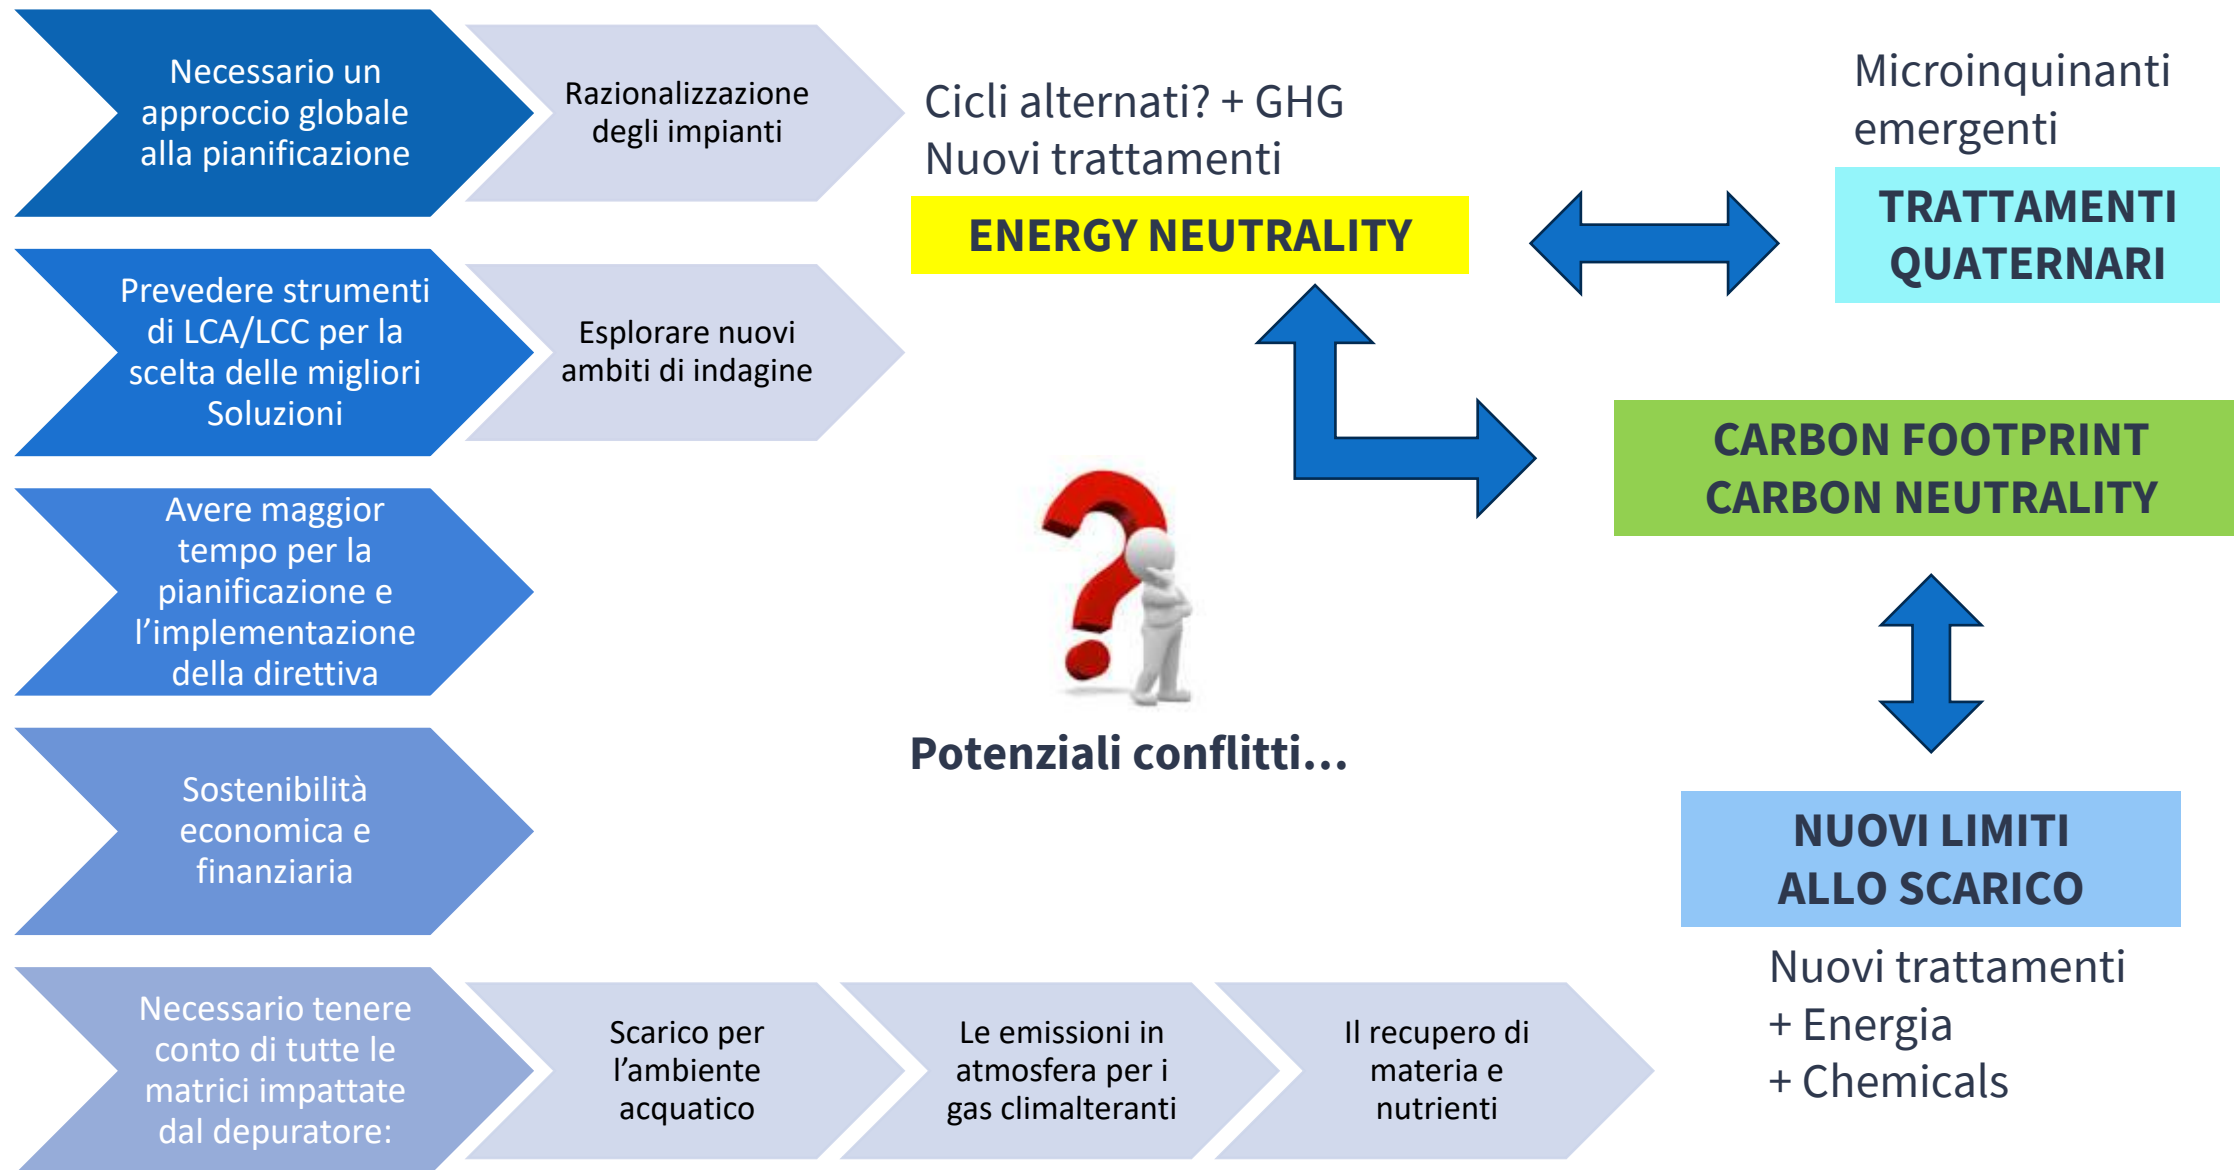 Necessario un
approccio globale
alla pianificazione
Razionalizzazione
degli impianti
Prevedere strumenti
di LCA/LCC per la
scelta delle migliori
Soluzioni
Esplorare nuovi
ambiti di indagine
Avere maggior
tempo per la
pianificazione e
l’implementazione
della direttiva
Sostenibilità
economica e
finanziaria
Necessario tenere
conto di tutte le
matrici impattate
dal depuratore:
Scarico per
l’ambiente
acquatico
Le emissioni in
atmosfera per i
gas climalteranti
Il recupero di
materia e
nutrienti
Cicli alternati? + GHG
Nuovi trattamenti
ENERGY NEUTRALITY
Microinquinanti
emergenti
TRATTAMENTI
QUATERNARI
CARBON FOOTPRINT
CARBON NEUTRALITY
Potenziali conflitti…
NUOVI LIMITI
ALLO SCARICO
Nuovi trattamenti
+ Energia
+ Chemicals